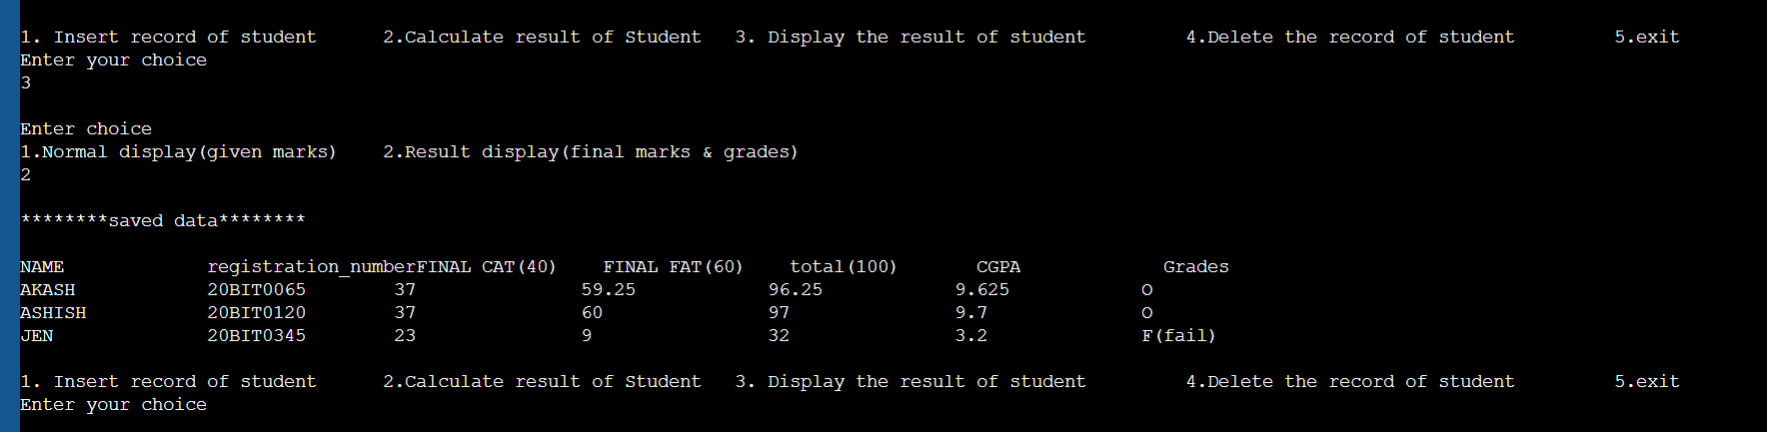 1. Insert record of student 2.Calculate result of Student 3. Display the result of student 4.Delete the record of student 5.exit
Enter your choice
3
Enter choice
1.Normal display(given marks) 2.Result display(final marks & grades)
2
********saved data********
NAME registration_numberFINAL CAT(40) FINAL FAT(60) total(100) CGPA Grades
AKASH 20BIT0065 37 59.25 96.25 9.625 O
ASHISH 20BIT0120 37 60 97 9.7 O
JEN 20BIT0345 23 9 32 3.2 F(fail)
1. Insert record of student 2.Calculate result of Student 3. Display the result of student 4.Delete the record of student 5.exit
Enter your choice